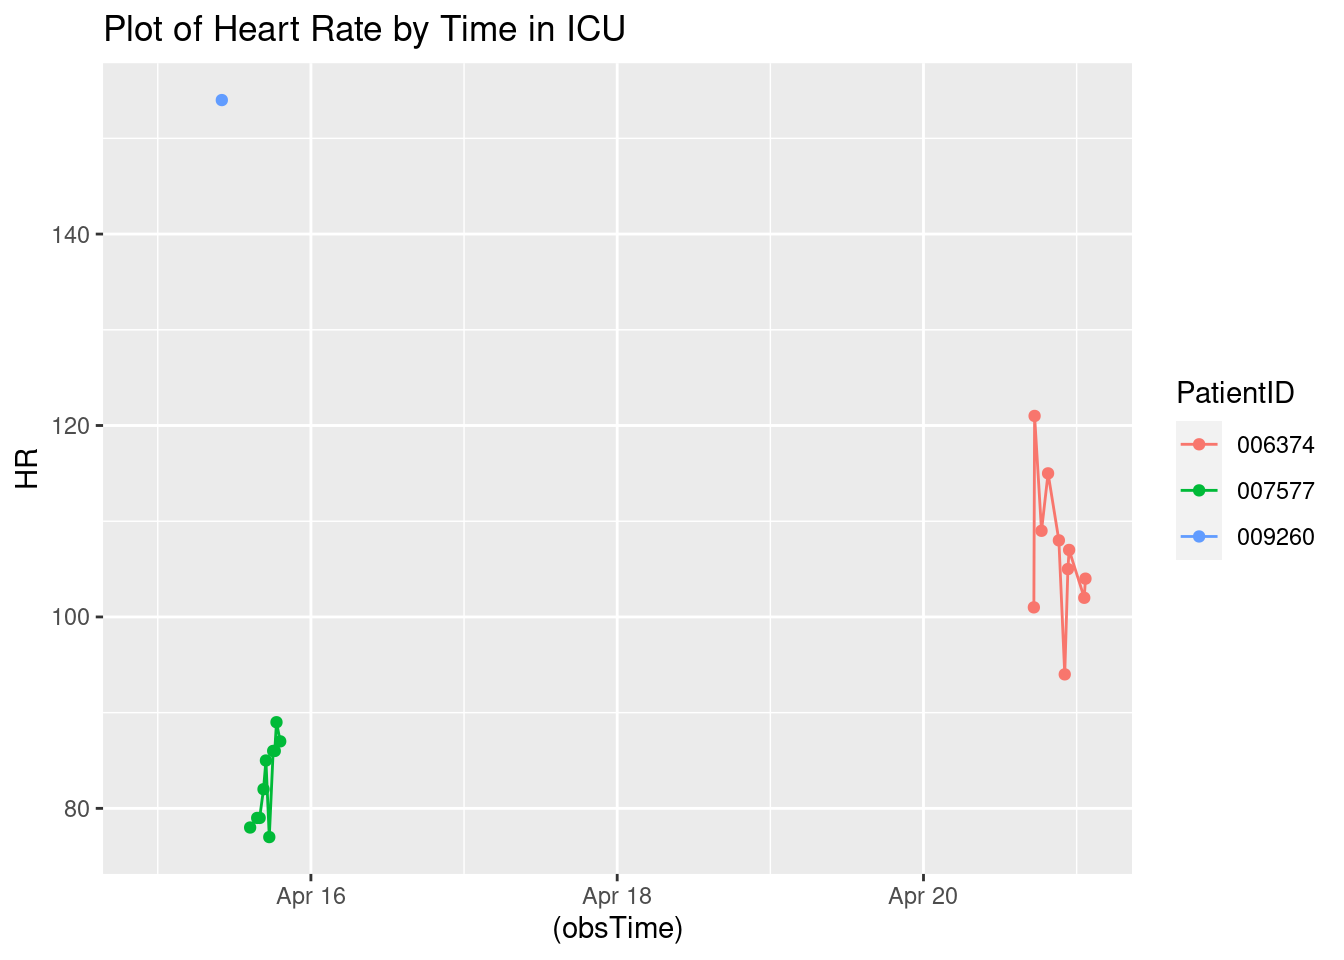 Plot of Heart Rate by Time in ICU
140
120
100
80
HR
Apr 16
Apr 18
Apr 20
(obsTime)
PatientID
006374
007577
009260